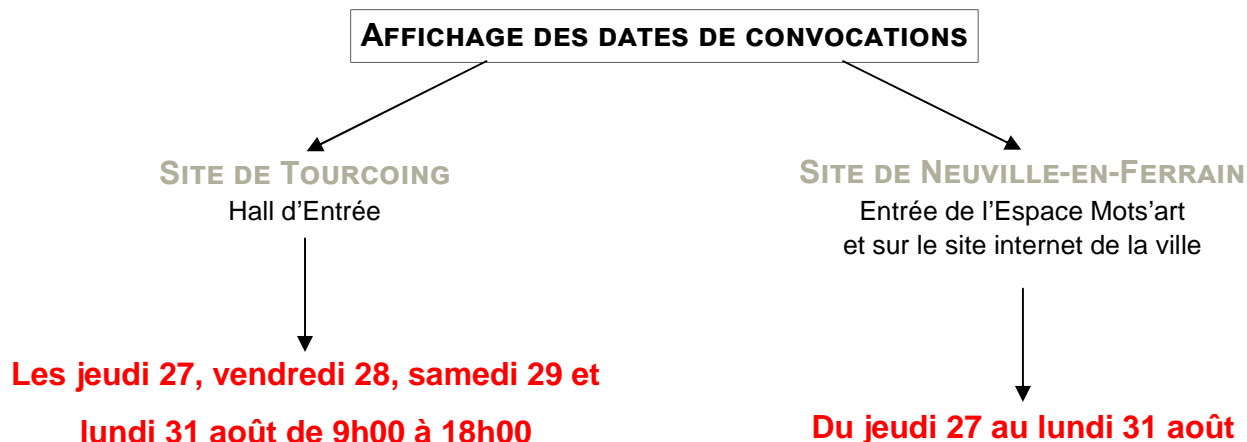 AFFICHAGE DES DATES DE CONVOCATIONS
SITE DE TOURCOING
Hall d’Entrée
Les jeudi 27, vendredi 28, samedi 29 et
lundi 31 août de 9h00 à 18h00
SITE DE NEUVILLE-EN-FERRAIN
Entrée de l’Espace Mots’art
et sur le site internet de la ville
Du jeudi 27 au lundi 31 août